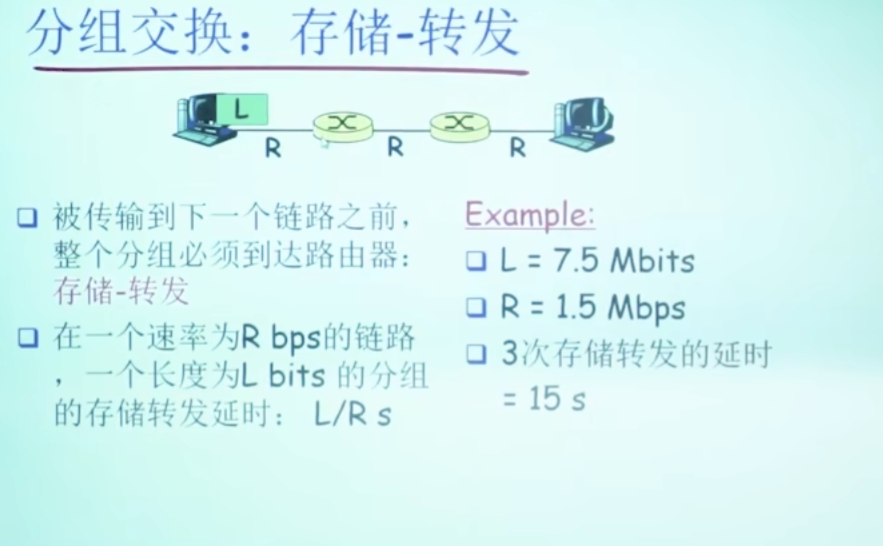 分组交换：存储-转发
L
R
R
R
❑ 被传输到下一个链路之前，
整个分组必须到达路由器：
存储-转发
❑ 在一个速率为R bps的链路
，一个长度为L bits 的分组
的存储转发延时： L/R s
Example:
❑ L = 7.5 Mbits
❑ R = 1.5 Mbps
❑ 3次存储转发的延时
= 15 s